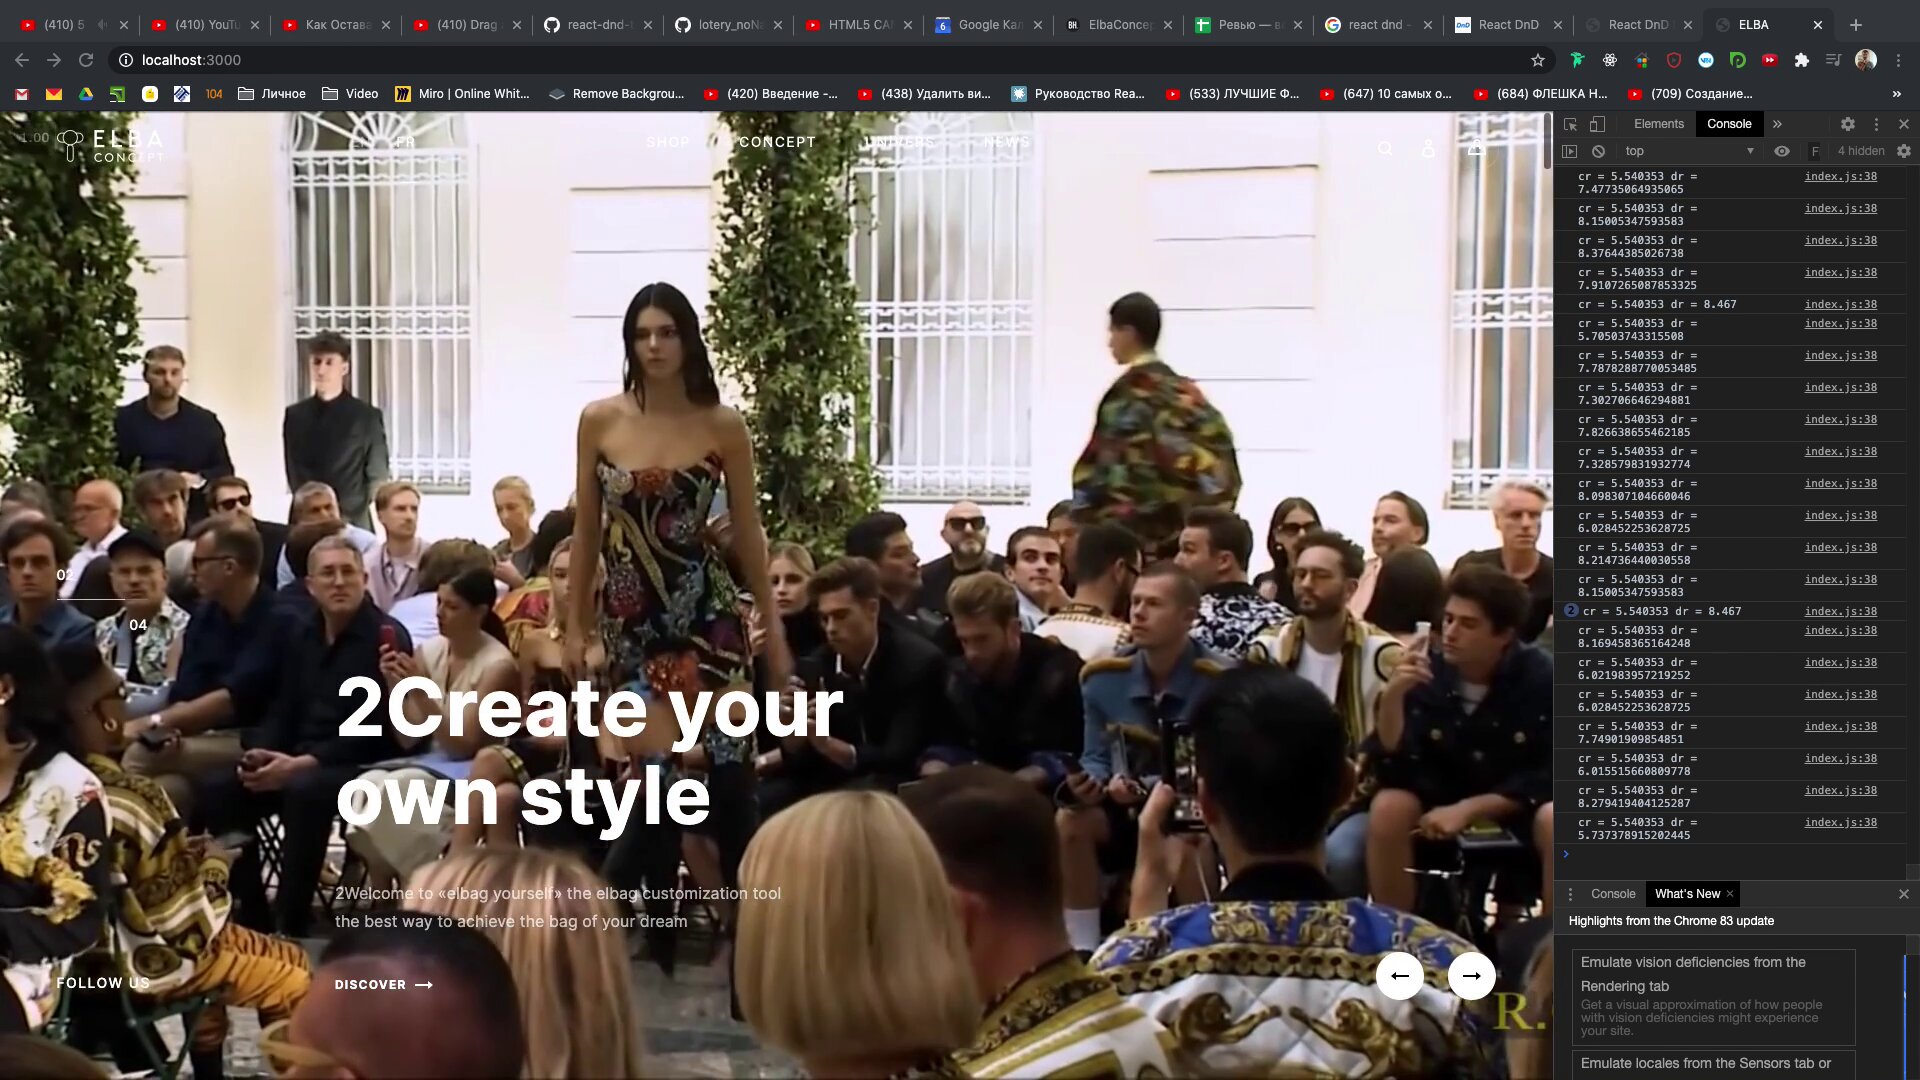 (410) 5
(410) YouTu
Как Остава
(410) Drag
react-dnd-t
lotery_noNa
HTML5 CAN
Google Кал
ElbaConcep
Ревью — в
react dnd -
React DnD
React DnD
ELBA
localhost:3000
104
Личное
Video
Miro | Online Whit...
Remove Backgrou...
(420) Введение -...
(438) Удалить ви...
Руководство Rea...
(533) ЛУЧШИЕ Ф...
(647) 10 самых о...
(684) ФЛЕШКА Н...
(709) Создание...
»
1.00
ELBA
CONCEPT
FR
SHOP
CONCEPT
UNIVERS
NEWS
02
04
2Create your
own style
2Welcome to «elbag yourself» the elbag customization tool
the best way to achieve the bag of your dream
FOLLOW US
DISCOVER
R.
Elements
Console
»
top
F
4 hidden
cr = 5.540353 dr = index.js:38
7.47735064935065
cr = 5.540353 dr = index.js:38
8.15005347593583
cr = 5.540353 dr = index.js:38
8.37644385026738
cr = 5.540353 dr = index.js:38
7.9107265087853325
cr = 5.540353 dr = 8.467 index.js:38
cr = 5.540353 dr = index.js:38
5.70503743315508
cr = 5.540353 dr = index.js:38
7.7878288770053485
cr = 5.540353 dr = index.js:38
7.302706646294881
cr = 5.540353 dr = index.js:38
7.826638655462185
cr = 5.540353 dr = index.js:38
7.328579831932774
cr = 5.540353 dr = index.js:38
8.098307104660046
cr = 5.540353 dr = index.js:38
6.028452253628725
cr = 5.540353 dr = index.js:38
8.214736440030558
cr = 5.540353 dr = index.js:38
8.15005347593583
2 cr = 5.540353 dr = 8.467 index.js:38
cr = 5.540353 dr = index.js:38
8.169458365164248
cr = 5.540353 dr = index.js:38
6.021983957219252
cr = 5.540353 dr = index.js:38
6.028452253628725
cr = 5.540353 dr = index.js:38
7.74901909854851
cr = 5.540353 dr = index.js:38
6.015515660809778
cr = 5.540353 dr = index.js:38
8.279419404125287
cr = 5.540353 dr = index.js:38
5.737378915202445
Console
What's New
Highlights from the Chrome 83 update
Emulate vision deficiencies from the
Rendering tab
Get a visual approximation of how people
with vision deficiencies might experience
your site.
Emulate locales from the Sensors tab or